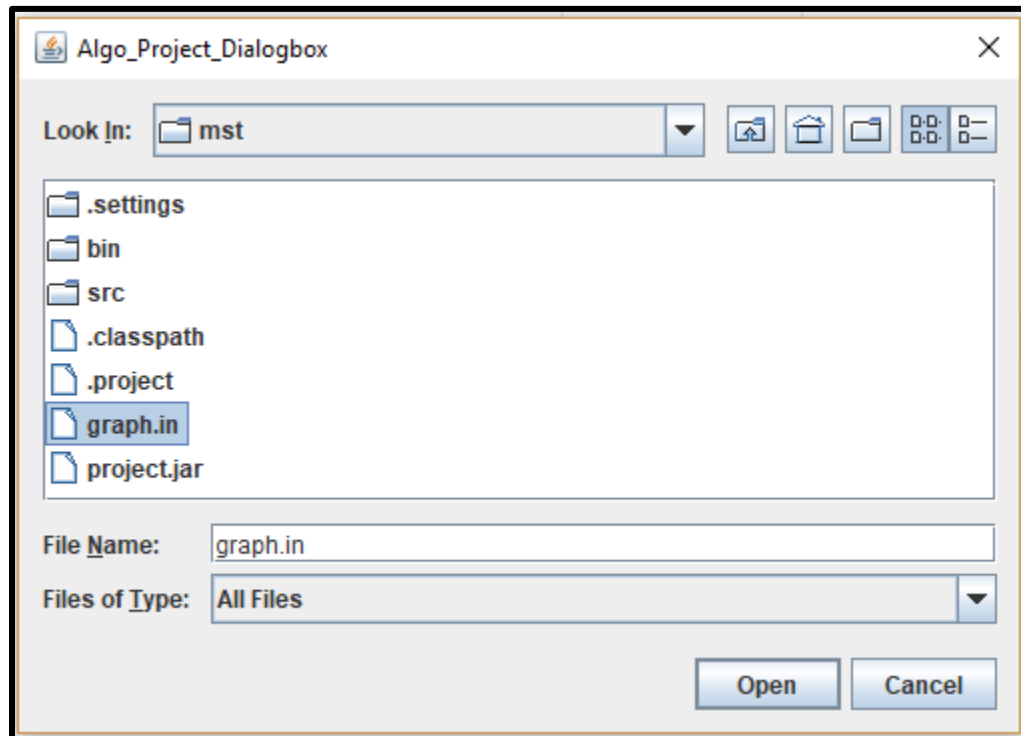 Algo_Project_Dialogbox
Look In: mst
.settings
bin
src
.classpath
.project
graph.in
project.jar
File Name: graph.in
Files of Type: All Files
Open Cancel